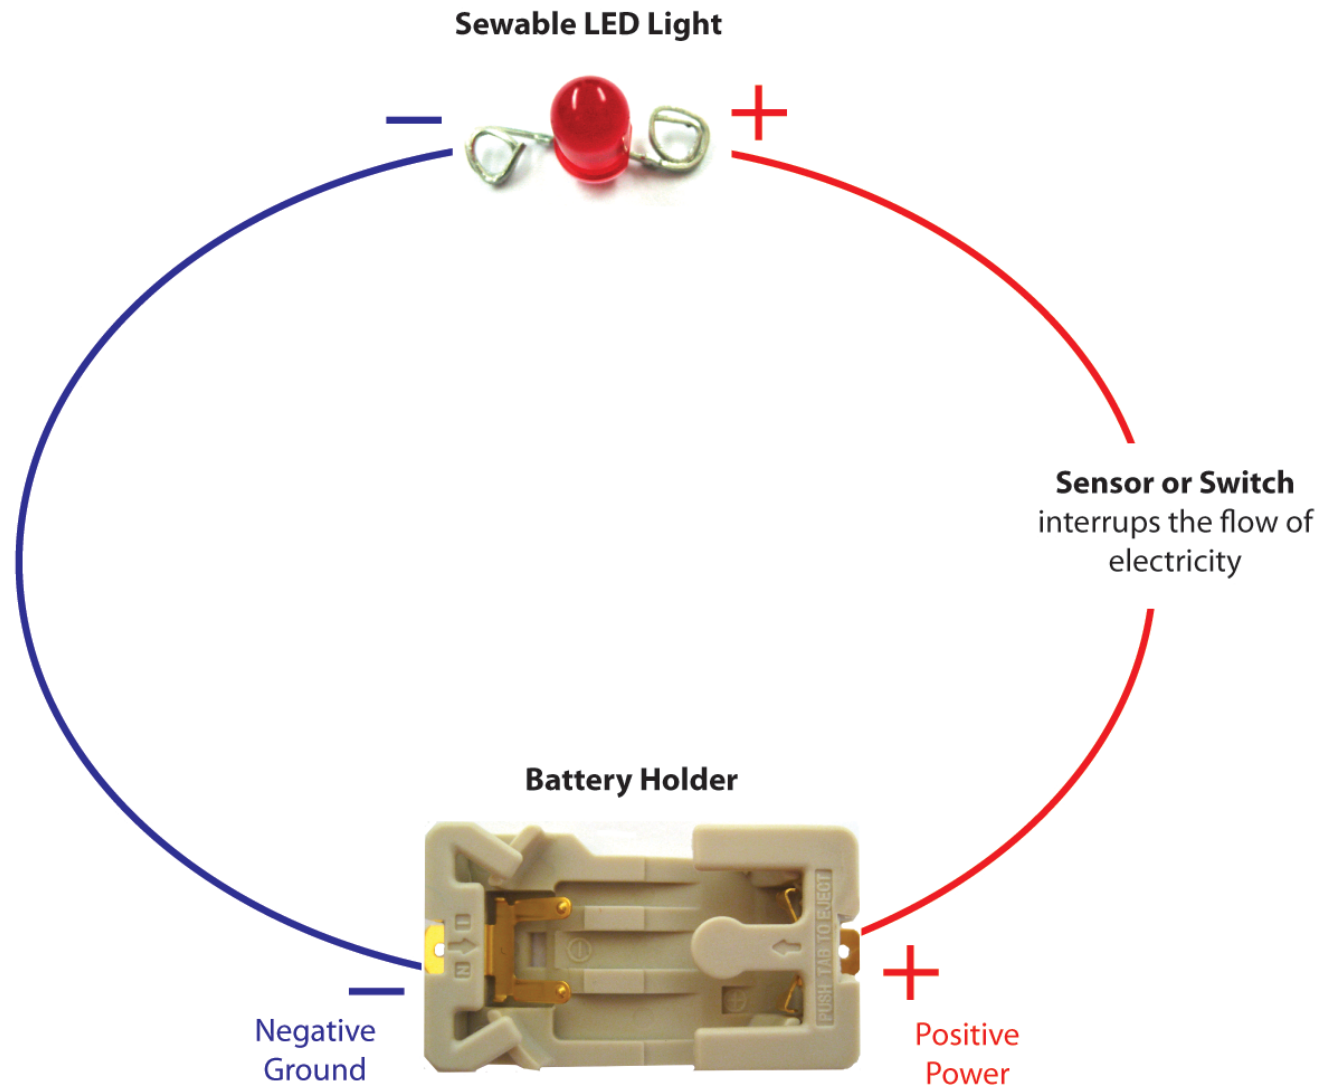 Sewable LED Light
− +
Sensor or Switch
interrups the flow of
electricity
Battery Holder
I
N
PUSH TAB TO EJECT
− +
Negative
Ground
Positive
Power